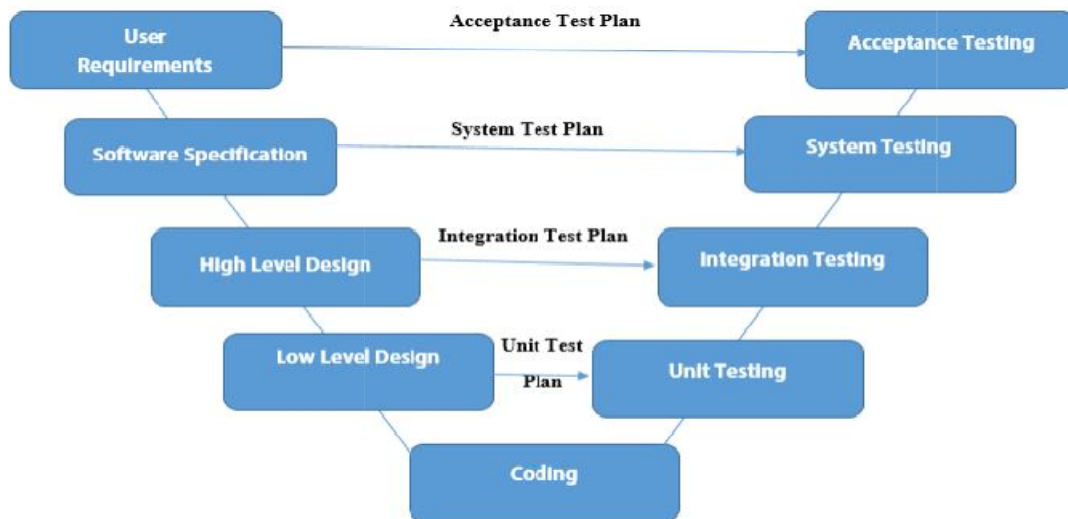 User
Requirements
Acceptance Test Plan
Acceptance Testing
Software Specification
System Test Plan
System Testing
High Level Design
Integration Test Plan
Integration Testing
Low Level Design
Unit Test
Plan
Unit Testing
Coding